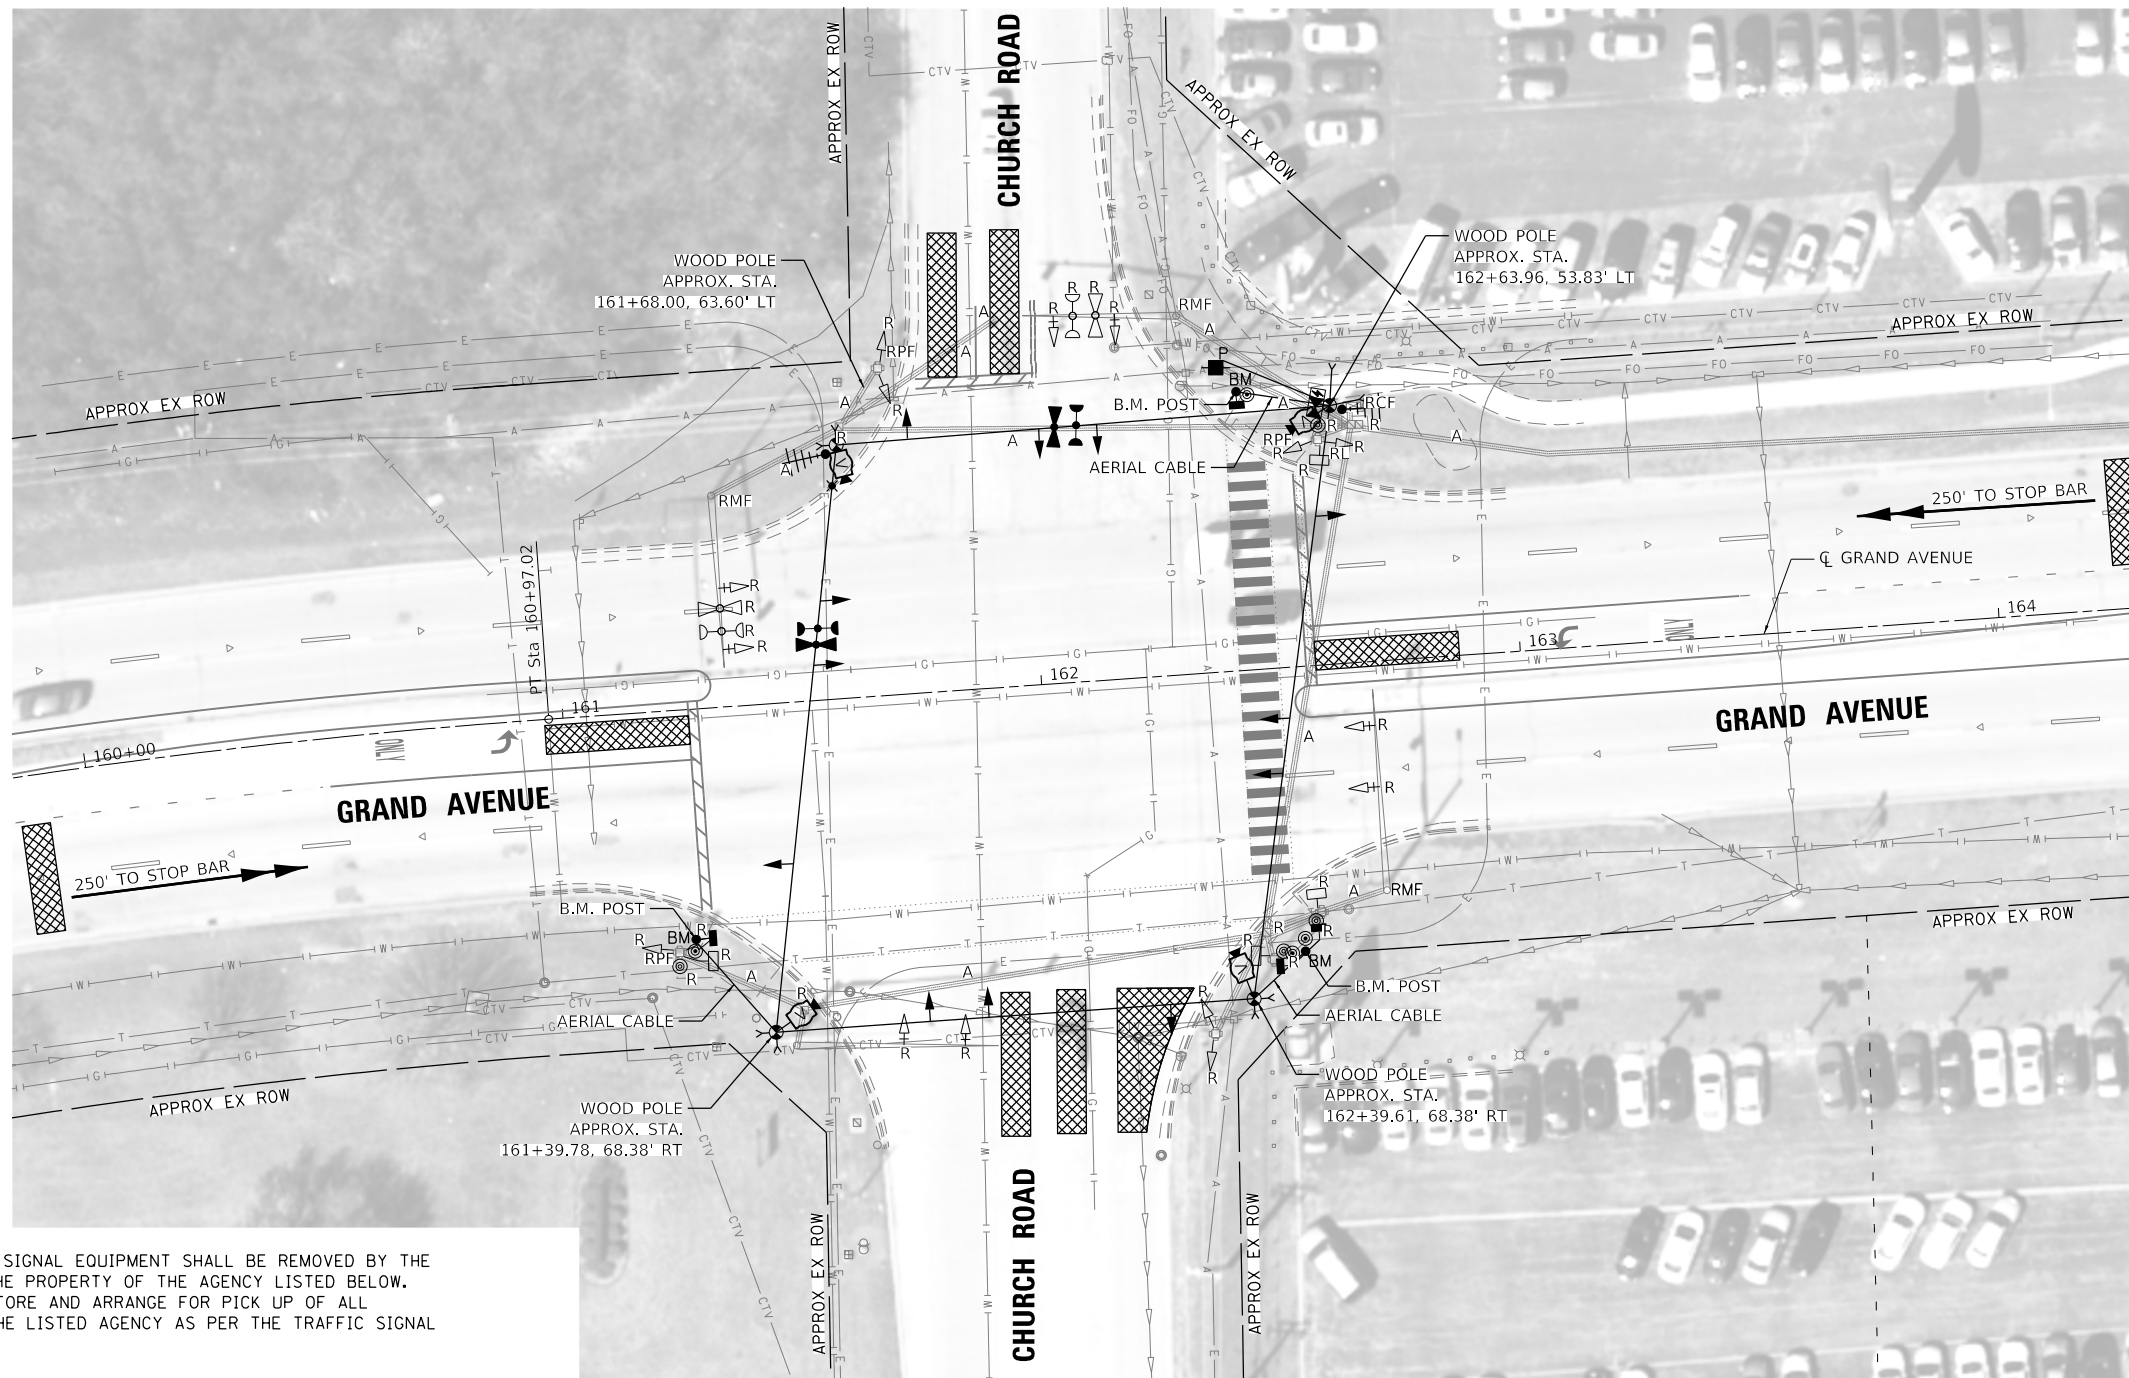 CHURCH ROAD
APPROX EX ROW
APPROX EX ROW
WOOD POLE
APPROX. STA.
161+68.00, 63.60' LT
WOOD POLE
APPROX. STA.
162+63.96, 53.83' LT
APPROX EX ROW
APPROX EX ROW
RMF
RPF
P
BM
B.M. POST
RCF
RPF
RL
AERIAL CABLE
RMF
250' TO STOP BAR
℄ GRAND AVENUE
PT Sta 160+97.02
160+00
161
162
163
164
ONLY
ONLY
GRAND AVENUE
GRAND AVENUE
250' TO STOP BAR
B.M. POST
BM
RPF
AERIAL CABLE
RMF
APPROX EX ROW
BM
B.M. POST
AERIAL CABLE
WOOD POLE
APPROX. STA.
162+39.61, 68.38' RT
APPROX EX ROW
WOOD POLE
APPROX. STA.
161+39.78, 68.38' RT
APPROX EX ROW
APPROX EX ROW
CHURCH ROAD
SIGNAL EQUIPMENT SHALL BE REMOVED BY THE
HE PROPERTY OF THE AGENCY LISTED BELOW.
TORE AND ARRANGE FOR PICK UP OF ALL
HE LISTED AGENCY AS PER THE TRAFFIC SIGNAL